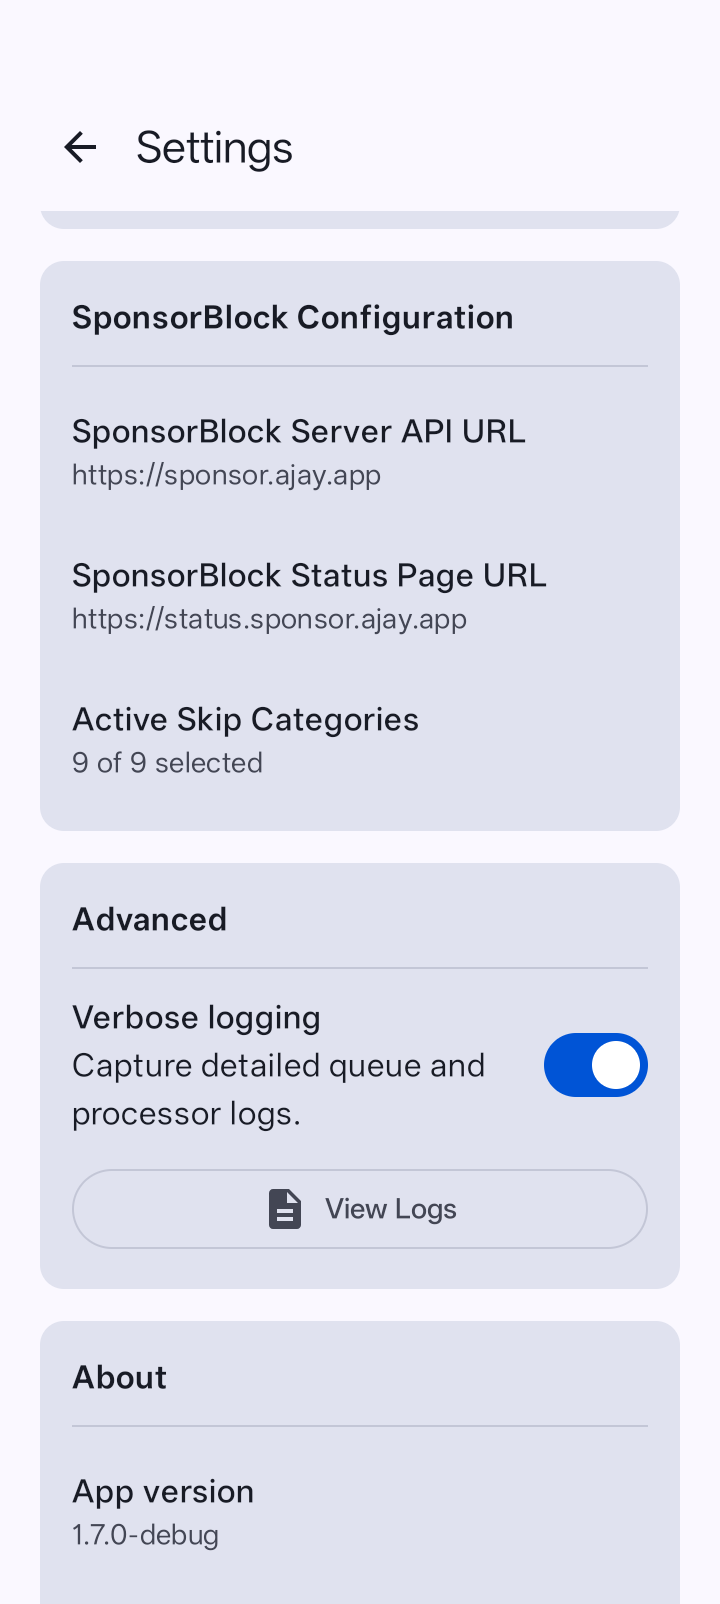 Settings
SponsorBlock Configuration
SponsorBlock Server API URL
https://sponsor.ajay.app
SponsorBlock Status Page URL
https://status.sponsor.ajay.app
Active Skip Categories
9 of 9 selected
Advanced
Verbose logging
Capture detailed queue and
processor logs.
View Logs
About
App version
1.7.0-debug